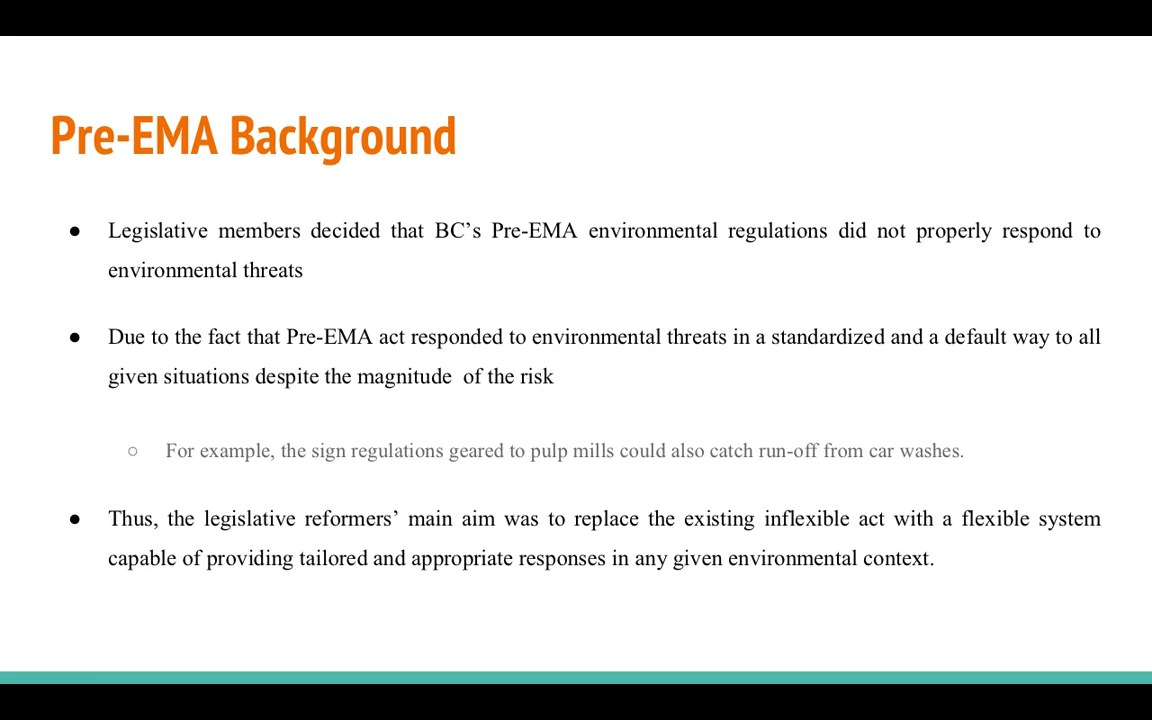 Pre-EMA Background
● Legislative members decided that BC’s Pre-EMA environmental regulations did not properly respond to
environmental threats
● Due to the fact that Pre-EMA act responded to environmental threats in a standardized and a default way to all
given situations despite the magnitude  of the risk
○ For example, the sign regulations geared to pulp mills could also catch run-off from car washes.
● Thus, the legislative reformers’ main aim was to replace the existing inflexible act with a flexible system
capable of providing tailored and appropriate responses in any given environmental context.